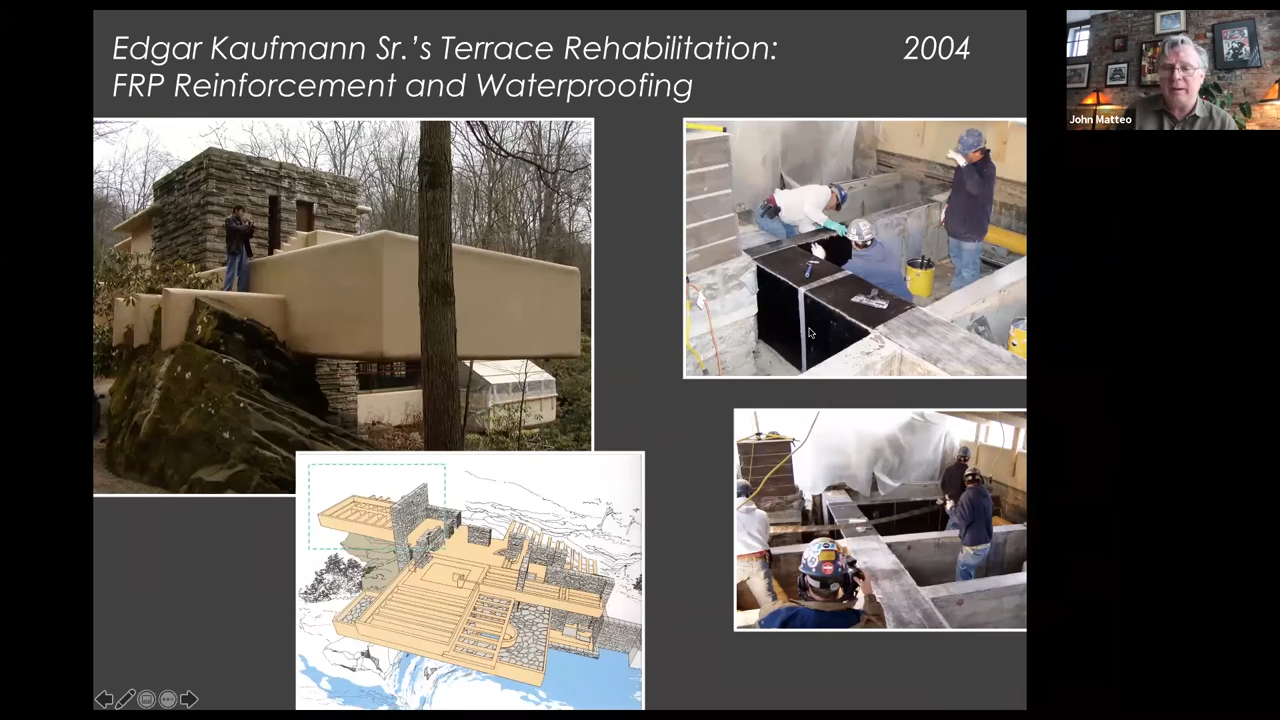 Edgar Kaufmann Sr.'s Terrace Rehabilitation: 2004
FRP Reinforcement and Waterproofing
John Matteo